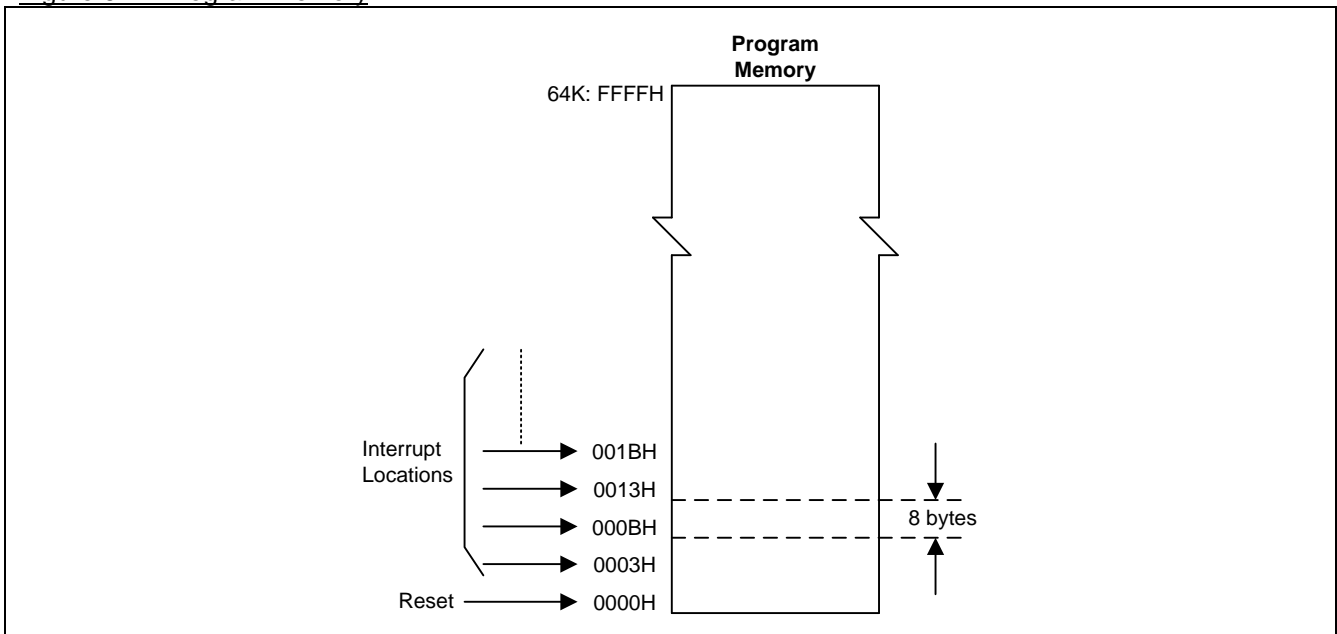 Program
Memory
64K: FFFFH
Interrupt
Locations
001BH
0013H
000BH
0003H
Reset
0000H
8 bytes